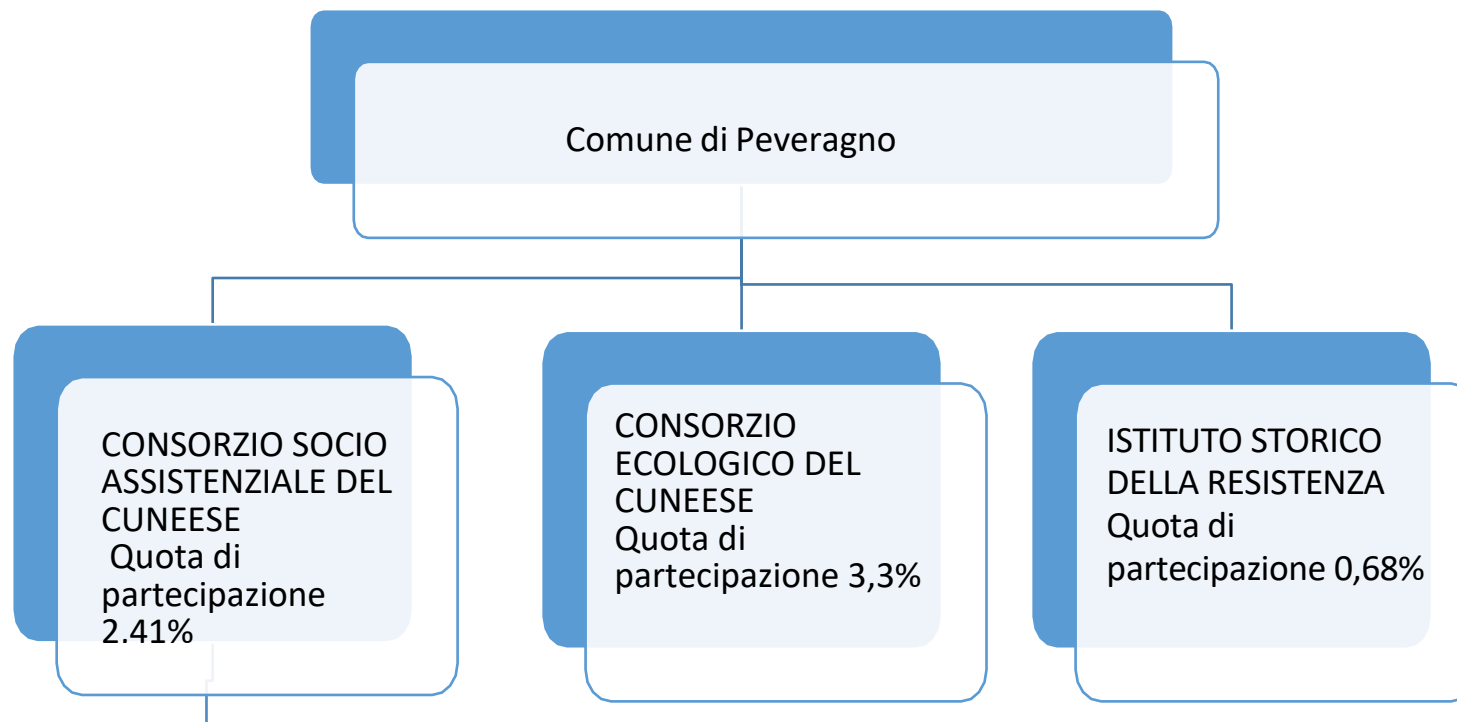 Comune di Peveragno
CONSORZIO SOCIO
ASSISTENZIALE DEL
CUNEESE
Quota di
partecipazione
2.41%
CONSORZIO
ECOLOGICO DEL
CUNEESE
Quota di
partecipazione 3,3%
ISTITUTO STORICO
DELLA RESISTENZA
Quota di
partecipazione 0,68%